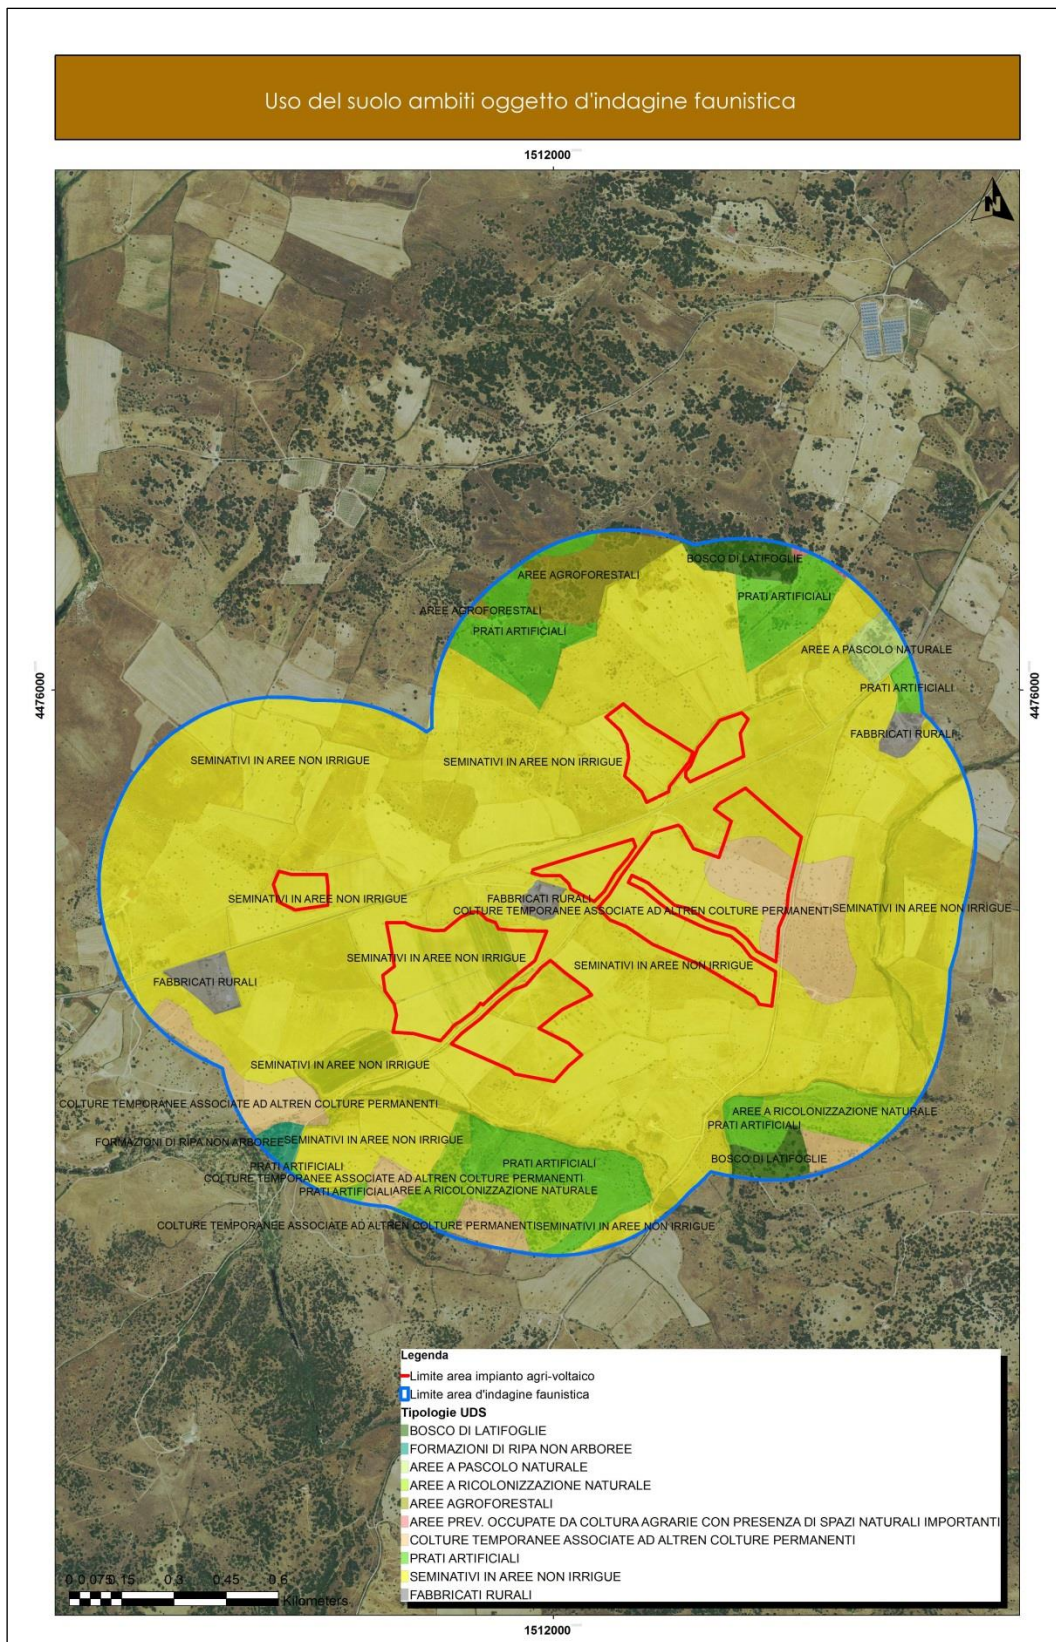 Uso del suolo ambiti oggetto d'indagine faunistica
1512000
N
BOSCO DI LATIFOGLIE
AREE AGROFORESTALI
PRATI ARTIFICIALI
AREE AGROFORESTALI
PRATI ARTIFICIALI
AREE A PASCOLO NATURALE
PRATI ARTIFICIALI
4476000
4476000
FABBRICATI RURALI
SEMINATIVI IN AREE NON IRRIGUE
SEMINATIVI IN AREE NON IRRIGUE
SEMINATIVI IN AREE NON IRRIGUE
FABBRICATI RURALI
COLTURE TEMPORANEE ASSOCIATE AD ALTREN COLTURE PERMANENTI
SEMINATIVI IN AREE NON IRRIGUE
SEMINATIVI IN AREE NON IRRIGUE
SEMINATIVI IN AREE NON IRRIGUE
FABBRICATI RURALI
SEMINATIVI IN AREE NON IRRIGUE
COLTURE TEMPORANEE ASSOCIATE AD ALTREN COLTURE PERMANENTI
AREE A RICOLONIZZAZIONE NATURALE
PRATI ARTIFICIALI
FORMAZIONI DI RIPA NON ARBOREE
SEMINATIVI IN AREE NON IRRIGUE
BOSCO DI LATIFOGLIE
PRATI ARTIFICIALI
PRATI ARTIFICIALI
COLTURE TEMPORANEE ASSOCIATE AD ALTREN COLTURE PERMANENTI
PRATI ARTIFICIALI
AREE A RICOLONIZZAZIONE NATURALE
COLTURE TEMPORANEE ASSOCIATE AD ALTREN COLTURE PERMANENTI
SEMINATIVI IN AREE NON IRRIGUE
Legenda
Limite area impianto agri-voltaico
Limite area d'indagine faunistica
Tipologie UDS
BOSCO DI LATIFOGLIE
FORMAZIONI DI RIPA NON ARBOREE
AREE A PASCOLO NATURALE
AREE A RICOLONIZZAZIONE NATURALE
AREE AGROFORESTALI
AREE PREV. OCCUPATE DA COLTURA AGRARIE CON PRESENZA DI SPAZI NATURALI IMPORTANTI
COLTURE TEMPORANEE ASSOCIATE AD ALTREN COLTURE PERMANENTI
PRATI ARTIFICIALI
SEMINATIVI IN AREE NON IRRIGUE
FABBRICATI RURALI
0 0,075 0,15 0,3 0,45 0,6
Kilometers
1512000